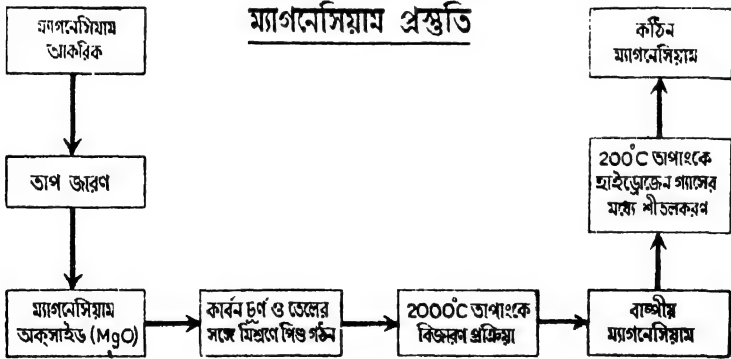 ম্যাগনেসিয়াম প্রস্তুতি
ম্যাগনেসিয়াম
আকরিক
তাপ জারণ
ম্যাগনেসিয়াম
অক্‌সাইড (MgO)
কার্বন চূর্ণ ও তেলের
সঙ্গে মিশ্রণে পিণ্ড গঠন
2000°C তাপাংকে
বিজারণ প্রক্রিয়া
বাষ্পীয়
ম্যাগনেসিয়াম
200°C তাপাংকে
হাইড্রোজেন গ্যাসের
মধ্যে শীতলকরণ
কঠিন
ম্যাগনেসিয়াম